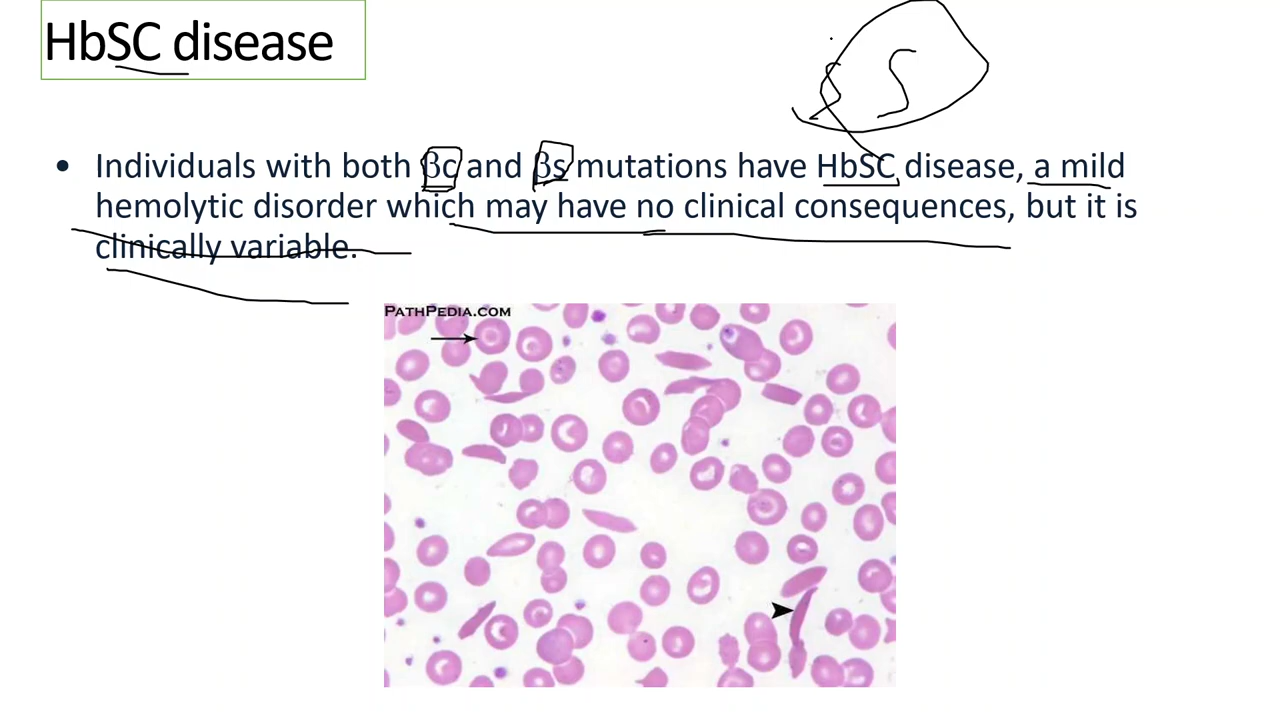 HbSC disease
S
• Individuals with both βc and βs mutations have HbSC disease, a mild
hemolytic disorder which may have no clinical consequences, but it is
clinically variable.
PATHPEDIA.COM